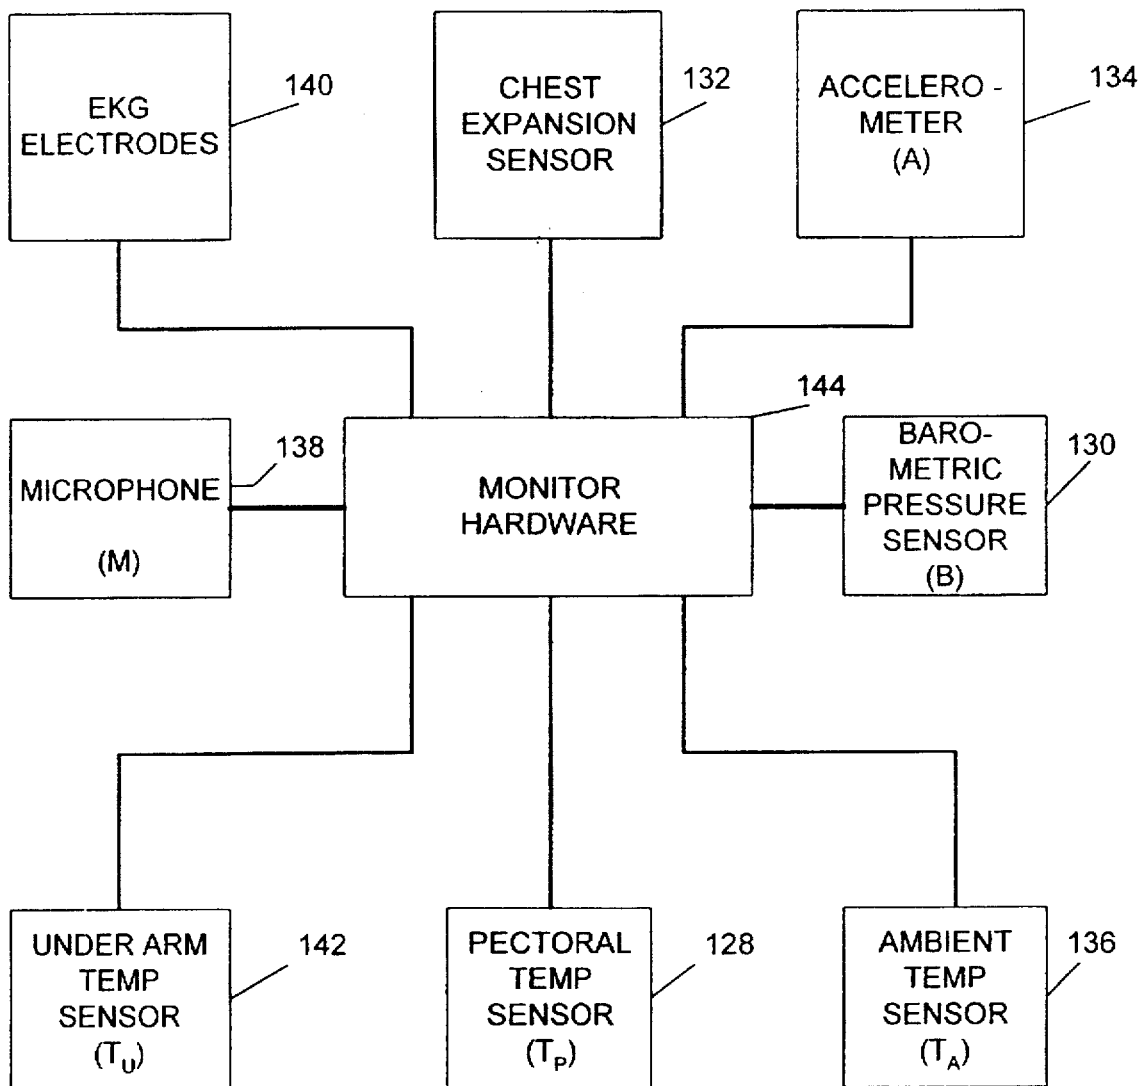 EKG
ELECTRODES
140
CHEST
EXPANSION
SENSOR
132
ACCELERO -
METER
(A)
134
MICROPHONE
(M)
138
MONITOR
HARDWARE
144
BARO-
METRIC
PRESSURE
SENSOR
(B)
130
UNDER ARM
TEMP
SENSOR
(T_U)
142
PECTORAL
TEMP
SENSOR
(T_P)
128
AMBIENT
TEMP
SENSOR
(T_A)
136